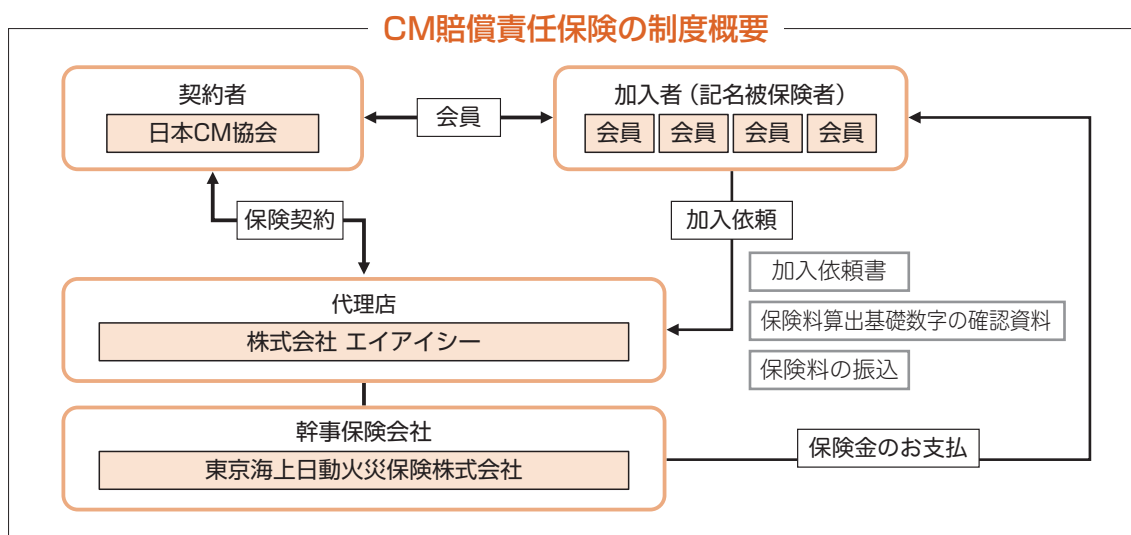 CM賠償責任保険の制度概要
契約者
日本CM協会
会員
加入者（記名被保険者）
会員 会員 会員 会員
保険契約
加入依頼
加入依頼書
保険料算出基礎数字の確認資料
保険料の振込
代理店
株式会社 エイアイシー
幹事保険会社
東京海上日動火災保険株式会社
保険金のお支払